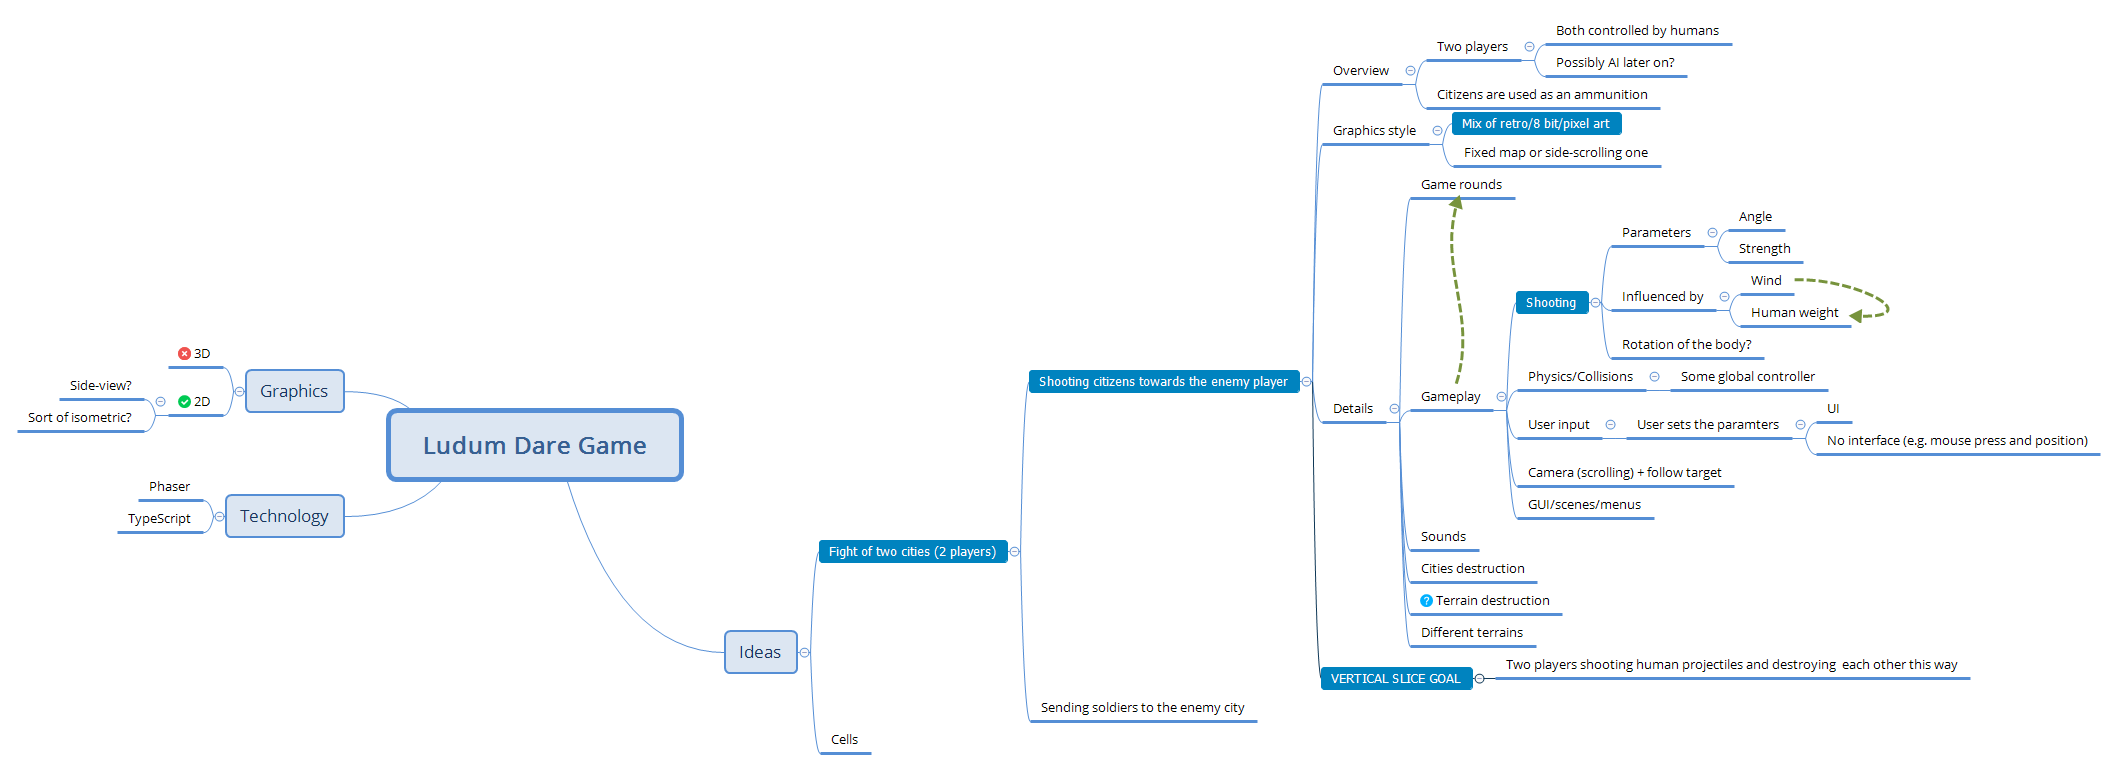 Ludum Dare Game
Graphics
3D
2D
Side-view?
Sort of isometric?
Technology
Phaser
TypeScript
Ideas
Fight of two cities (2 players)
Shooting citizens towards the enemy player
Overview
Two players
Both controlled by humans
Possibly AI later on?
Citizens are used as an ammunition
Graphics style
Mix of retro/8 bit/pixel art
Fixed map or side-scrolling one
Details
Game rounds
Gameplay
Shooting
Parameters
Angle
Strength
Influenced by
Wind
Human weight
Rotation of the body?
Physics/Collisions
Some global controller
User input
User sets the paramters
UI
No interface (e.g. mouse press and position)
Camera (scrolling) + follow target
GUI/scenes/menus
Sounds
Cities destruction
? Terrain destruction
Different terrains
VERTICAL SLICE GOAL
Two players shooting human projectiles and destroying  each other this way
Sending soldiers to the enemy city
Cells